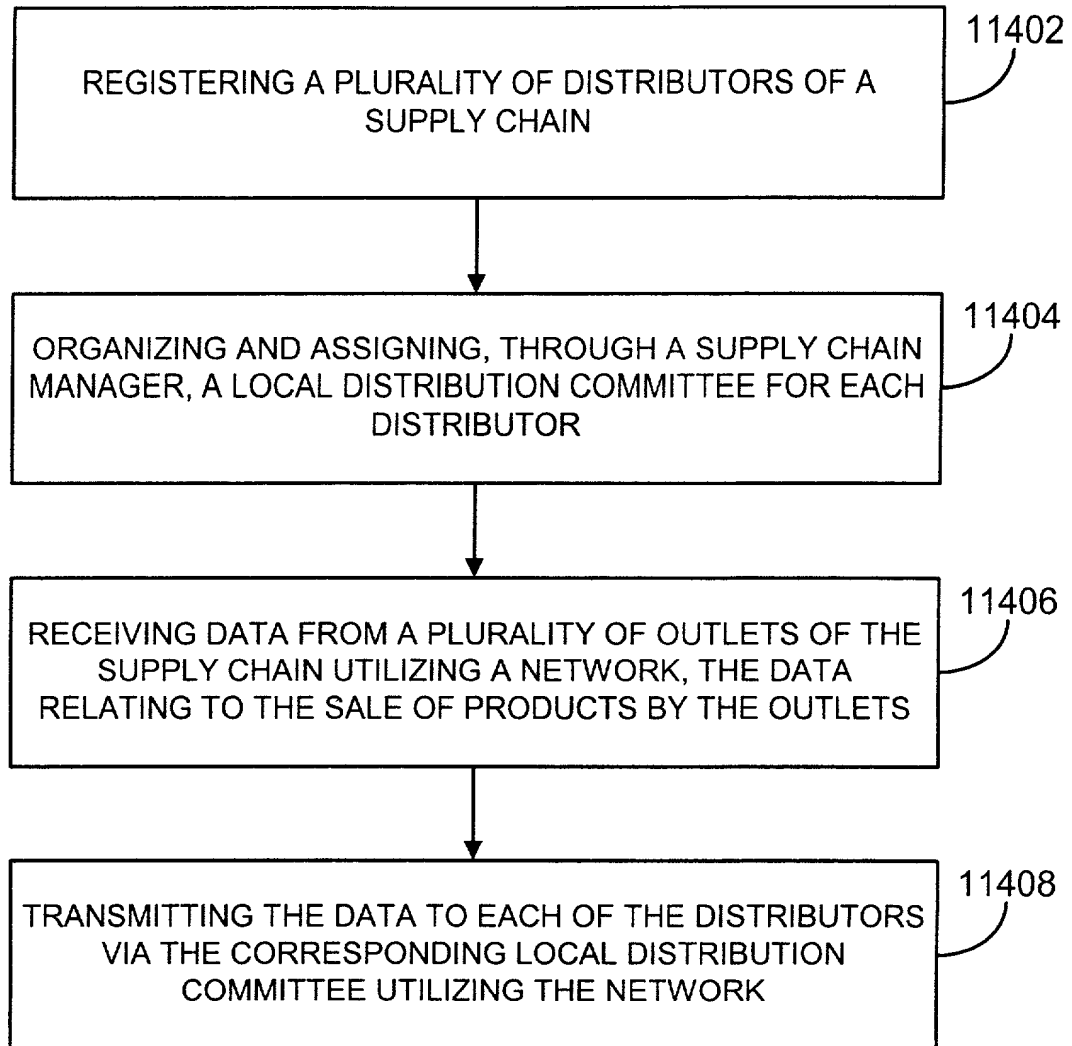 11402
REGISTERING A PLURALITY OF DISTRIBUTORS OF A
SUPPLY CHAIN
11404
ORGANIZING AND ASSIGNING, THROUGH A SUPPLY CHAIN
MANAGER, A LOCAL DISTRIBUTION COMMITTEE FOR EACH
DISTRIBUTOR
11406
RECEIVING DATA FROM A PLURALITY OF OUTLETS OF THE
SUPPLY CHAIN UTILIZING A NETWORK, THE DATA
RELATING TO THE SALE OF PRODUCTS BY THE OUTLETS
11408
TRANSMITTING THE DATA TO EACH OF THE DISTRIBUTORS
VIA THE CORRESPONDING LOCAL DISTRIBUTION
COMMITTEE UTILIZING THE NETWORK